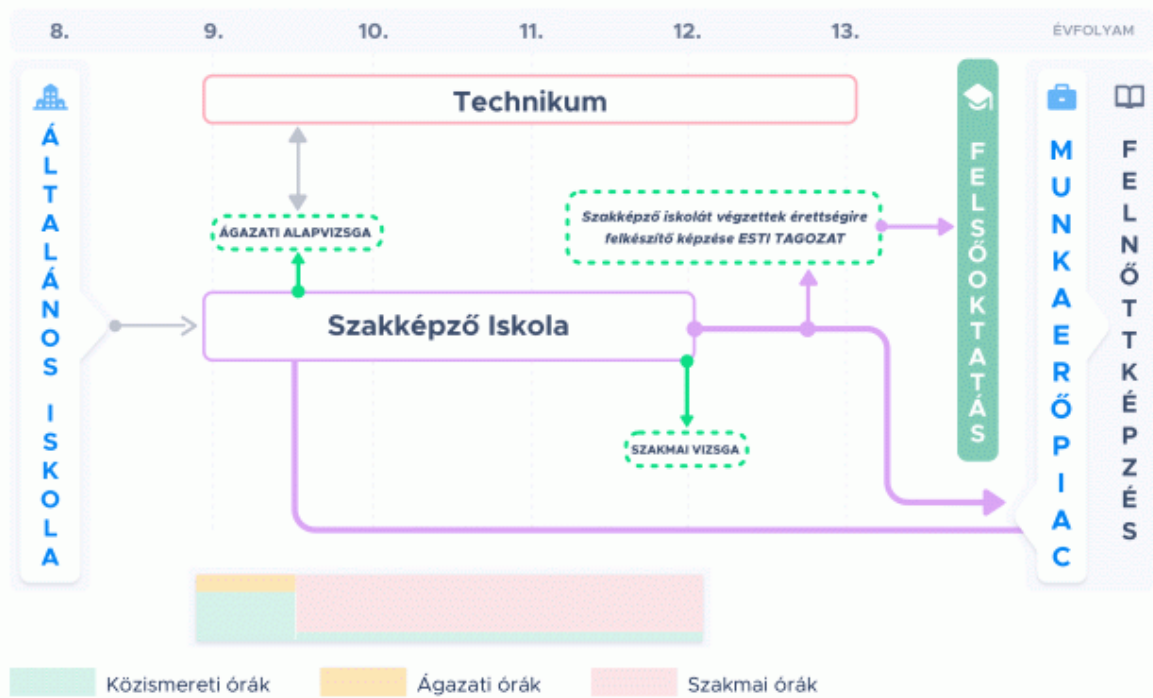 8. 9. 10. 11. 12. 13. ÉVFOLYAM
ÁLTALÁNOS ISKOLA
Technikum
ÁGAZATI ALAPVIZSGA
Szakképző iskolát végzettek érettségire
felkészítő képzése ESTI TAGOZAT
Szakképző Iskola
SZAKMAI VIZSGA
FELSŐOKTATÁS
MUNKAERŐPIAC
FELNŐTTKÉPZÉS
Közismereti órák
Ágazati órák
Szakmai órák